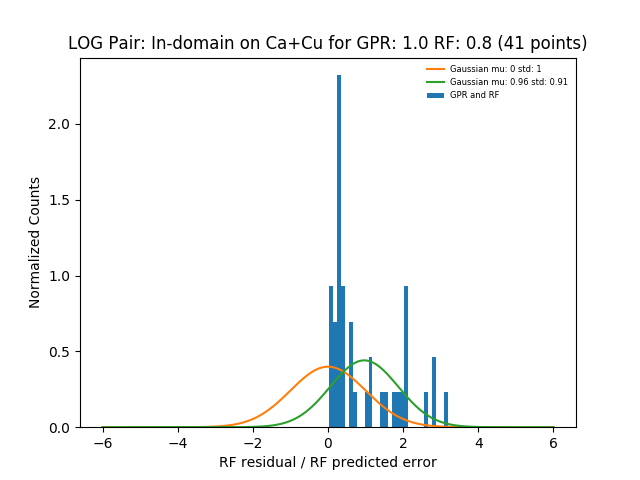 LOG Pair: In-domain on Ca+Cu for GPR: 1.0 RF: 0.8 (41 points)
Gaussian mu: 0 std: 1
Gaussian mu: 0.96 std: 0.91
GPR and RF
Normalized Counts
2.0
1.5
1.0
0.5
0.0
−6 −4 −2 0 2 4 6
RF residual / RF predicted error